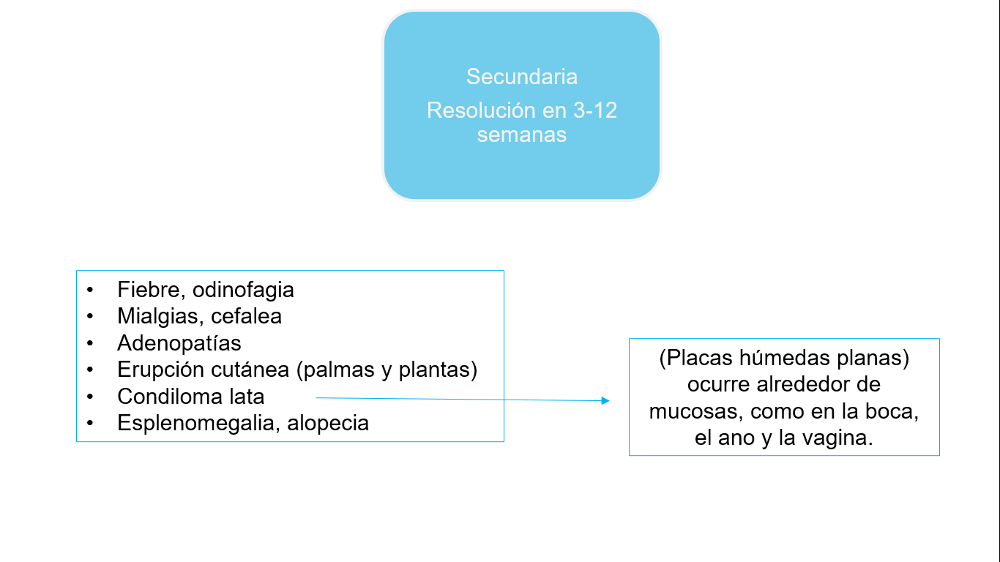 Secundaria
Resolución en 3-12
semanas
• Fiebre, odinofagia
• Mialgias, cefalea
• Adenopatías
• Erupción cutánea (palmas y plantas)
• Condiloma lata
• Esplenomegalia, alopecia
(Placas húmedas planas)
ocurre alrededor de
mucosas, como en la boca,
el ano y la vagina.